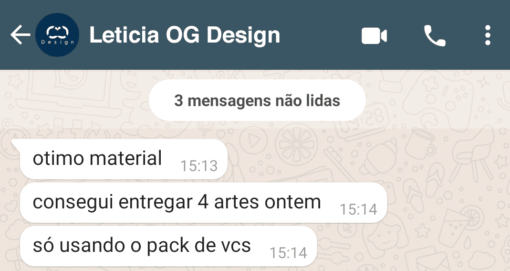 Leticia OG Design
Design
3 mensagens não lidas
otimo material 15:13
consegui entregar 4 artes ontem 15:14
só usando o pack de vcs 15:14